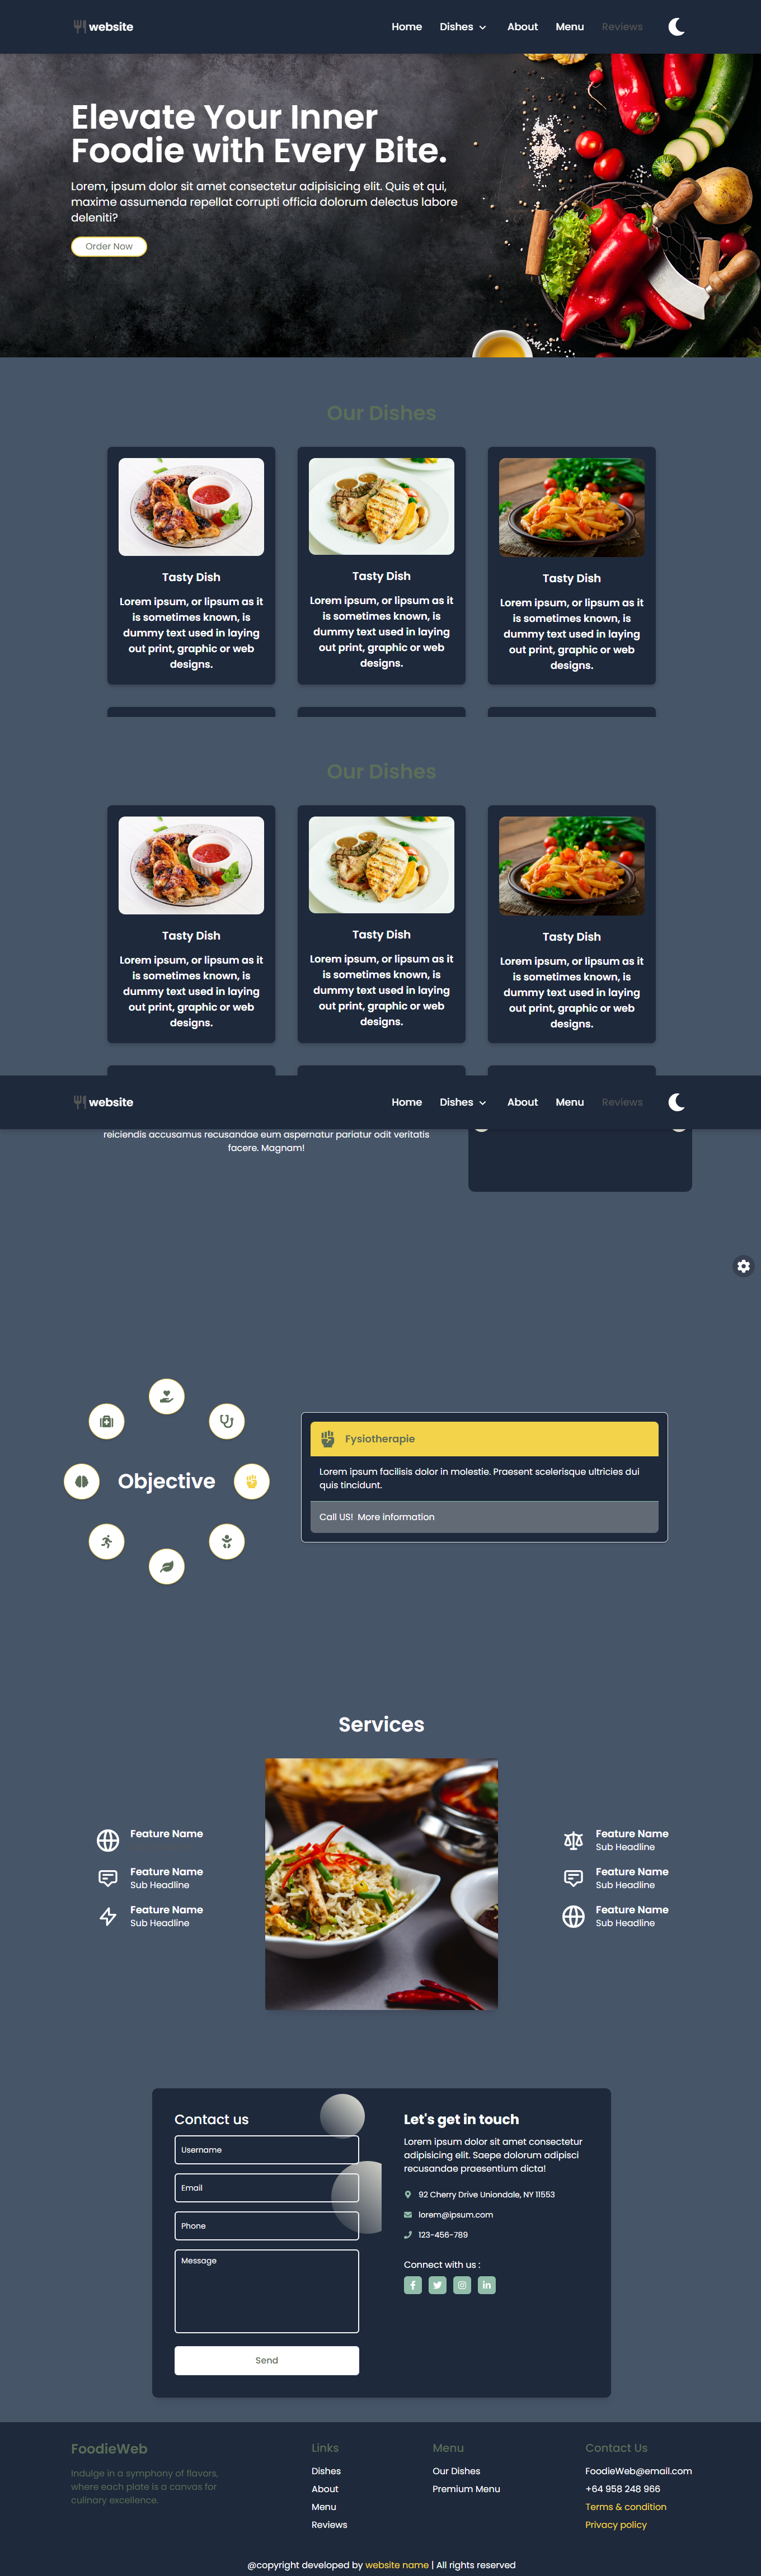 website
Home Dishes About Menu Reviews
Elevate Your Inner
Foodie with Every Bite.
Lorem, ipsum dolor sit amet consectetur adipisicing elit. Quis et qui,
maxime assumenda repellat corrupti officia dolorum delectus labore
deleniti?
Order Now
Our Dishes
Tasty Dish
Lorem ipsum, or lipsum as it
is sometimes known, is
dummy text used in laying
out print, graphic or web
designs.
Tasty Dish
Lorem ipsum, or lipsum as it
is sometimes known, is
dummy text used in laying
out print, graphic or web
designs.
Tasty Dish
Lorem ipsum, or lipsum as it
is sometimes known, is
dummy text used in laying
out print, graphic or web
designs.
Our Dishes
Tasty Dish
Lorem ipsum, or lipsum as it
is sometimes known, is
dummy text used in laying
out print, graphic or web
designs.
Tasty Dish
Lorem ipsum, or lipsum as it
is sometimes known, is
dummy text used in laying
out print, graphic or web
designs.
Tasty Dish
Lorem ipsum, or lipsum as it
is sometimes known, is
dummy text used in laying
out print, graphic or web
designs.
website
Home Dishes About Menu Reviews
reiciendis accusamus recusandae eum aspernatur pariatur odit veritatis
facere. Magnam!
Objective
Fysiotherapie
Lorem ipsum facilisis dolor in molestie. Praesent scelerisque ultricies dui
quis tincidunt.
Call US! More information
Services
Feature Name
Feature Name
Sub Headline
Feature Name
Sub Headline
Feature Name
Sub Headline
Feature Name
Sub Headline
Feature Name
Sub Headline
Contact us
Username
Email
Phone
Message
Send
Let's get in touch
Lorem ipsum dolor sit amet consectetur
adipisicing elit. Saepe dolorum adipisci
recusandae praesentium dicta!
92 Cherry Drive Uniondale, NY 11553
lorem@ipsum.com
123-456-789
Connect with us :
FoodieWeb
Indulge in a symphony of flavors,
where each plate is a canvas for
culinary excellence.
Links
Dishes
About
Menu
Reviews
Menu
Our Dishes
Premium Menu
Contact Us
FoodieWeb@email.com
+64 958 248 966
Terms & condition
Privacy policy
@copyright developed by website name | All rights reserved